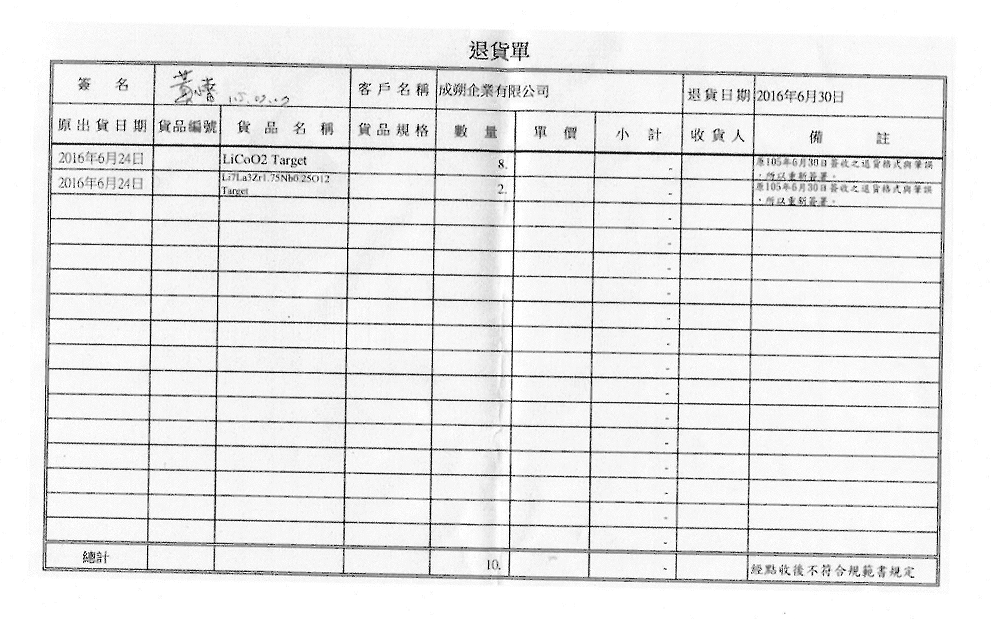 退貨單
簽名 客戶名稱 成朔企業有限公司 退貨日期 2016年6月30日
原出貨日期 貨品編號 貨品名稱 貨品規格 數量 單價 小計 收貨人 備註
2016年6月24日 LiCoO2 Target 8. - 原105年6月30日簽收之退貨格式與筆誤
,所以重新簽署。
2016年6月24日 Li7La3Zr1.75Nb0.25O12 2. - 原105年6月30日簽收之退貨格式與筆誤
Target ,所以重新簽署。
-
-
-
-
-
-
-
-
-
-
-
-
-
-
總計 10. - 經點收後不符合規範書規定